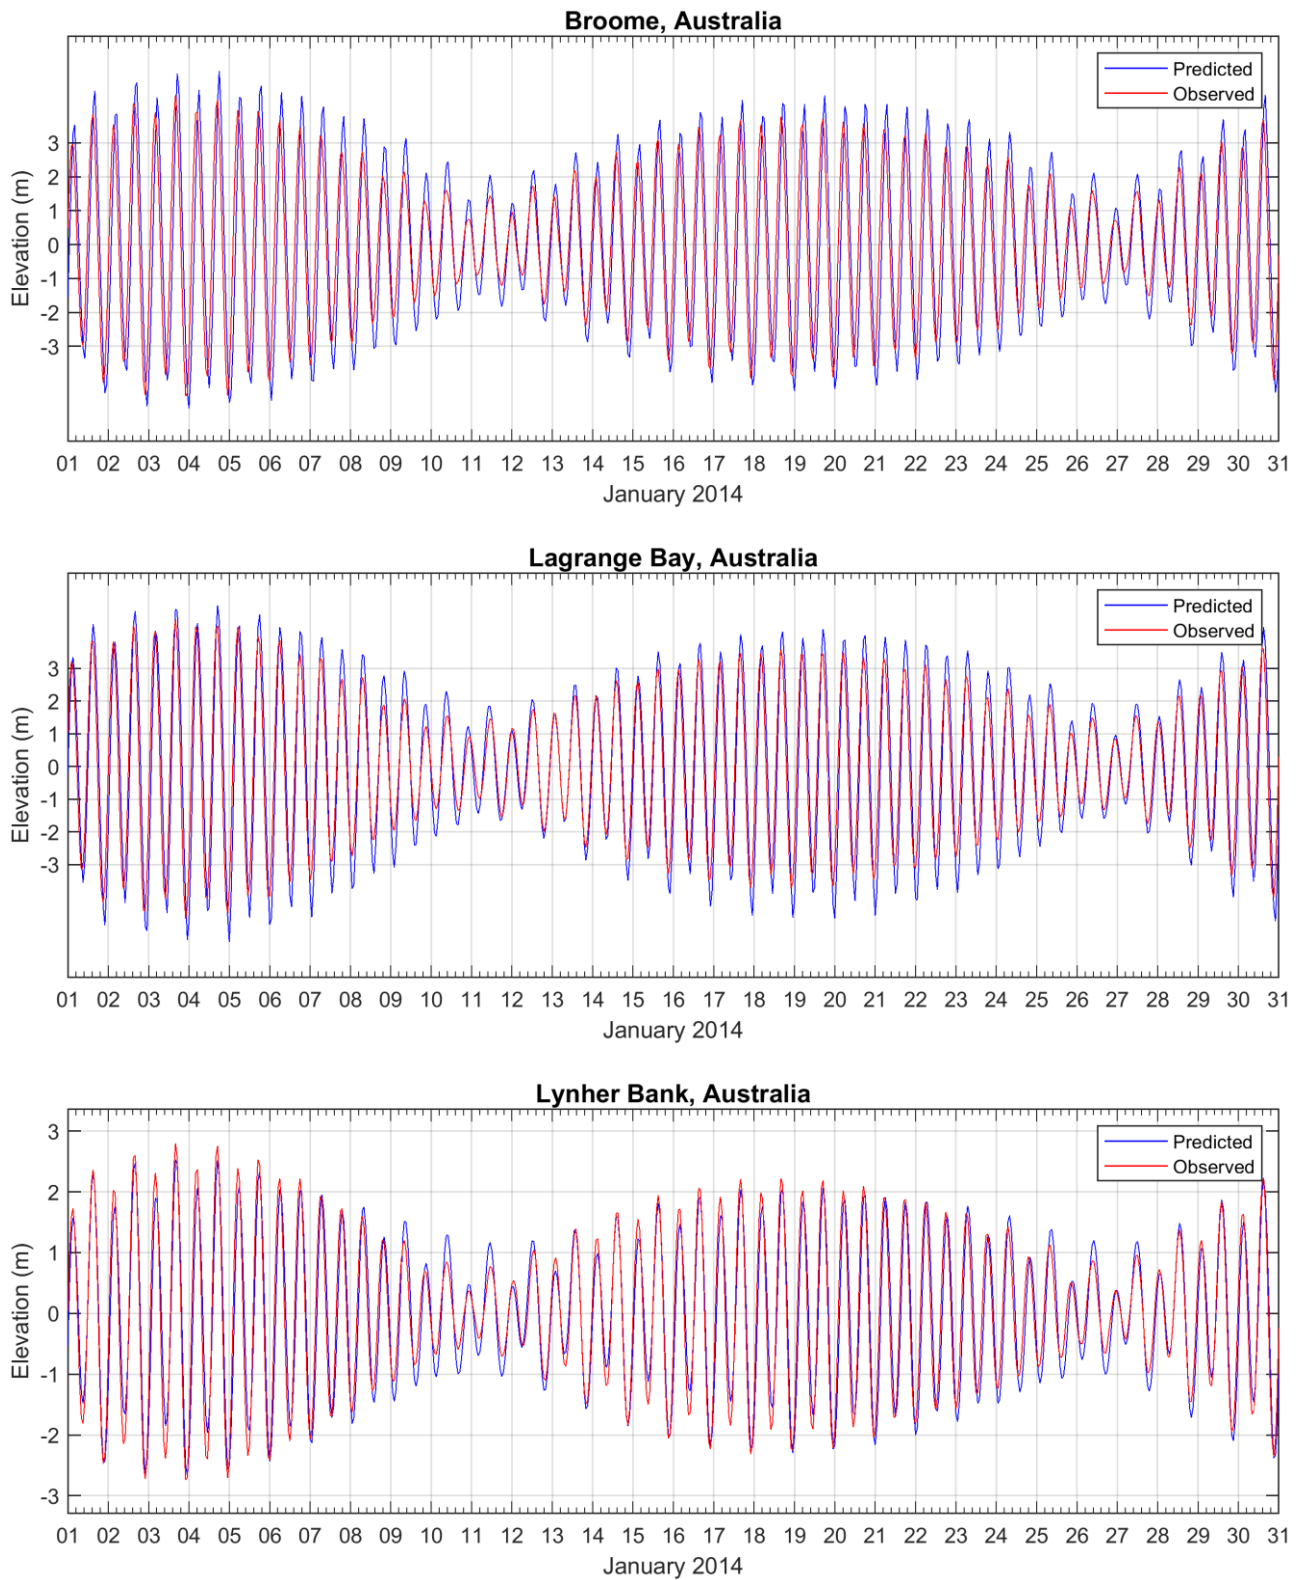 Broome, Australia
Predicted
Observed
3
2
1
0
-1
-2
-3
Elevation (m)
01 02 03 04 05 06 07 08 09 10 11 12 13 14 15 16 17 18 19 20 21 22 23 24 25 26 27 28 29 30 31
January 2014
Lagrange Bay, Australia
Predicted
Observed
3
2
1
0
-1
-2
-3
Elevation (m)
01 02 03 04 05 06 07 08 09 10 11 12 13 14 15 16 17 18 19 20 21 22 23 24 25 26 27 28 29 30 31
January 2014
Lynher Bank, Australia
Predicted
Observed
3
2
1
0
-1
-2
-3
Elevation (m)
01 02 03 04 05 06 07 08 09 10 11 12 13 14 15 16 17 18 19 20 21 22 23 24 25 26 27 28 29 30 31
January 2014